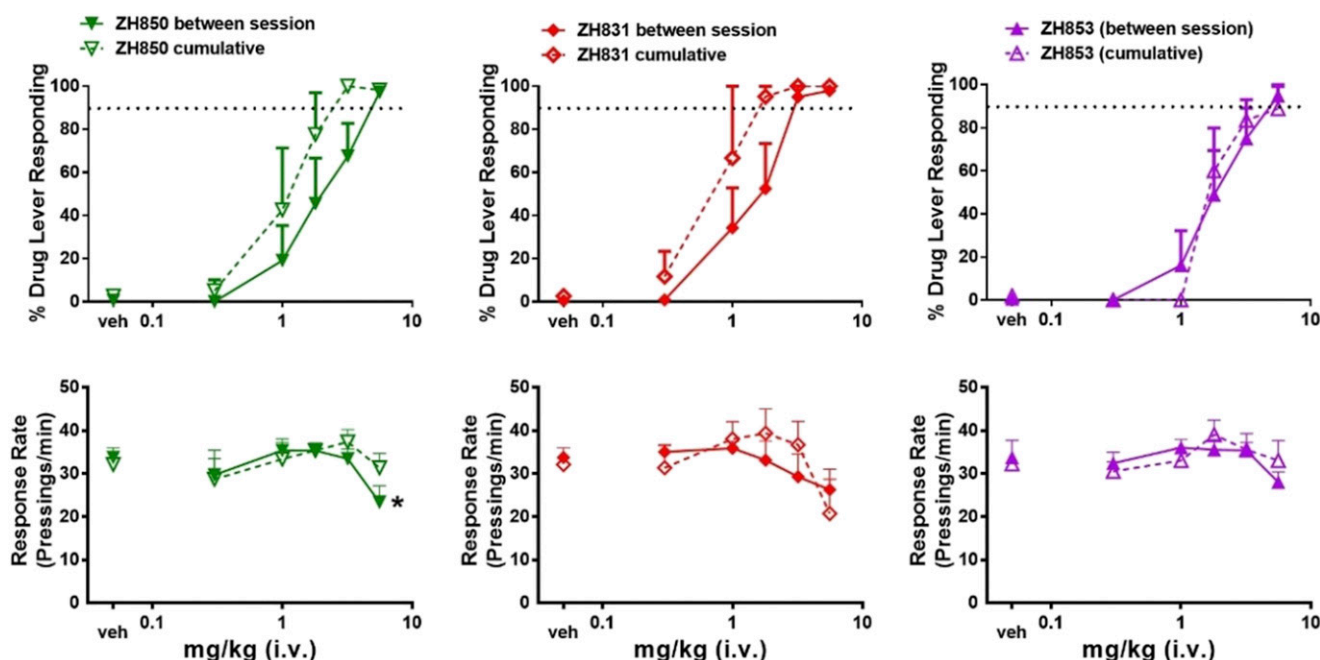 ZH850 between session
ZH850 cumulative
% Drug Lever Responding
100
80
60
40
20
0
veh 0.1 1 10
ZH831 between session
ZH831 cumulative
% Drug Lever Responding
100
80
60
40
20
0
veh 0.1 1 10
ZH853 (between session)
ZH853 (cumulative)
% Drug Lever Responding
100
80
60
40
20
0
veh 0.1 1 10
Response Rate
(Pressings/min)
50
40
30
20
10
0
*
veh 0.1 1 10
mg/kg (i.v.)
Response Rate
(Pressings/min)
50
40
30
20
10
0
veh 0.1 1 10
mg/kg (i.v.)
Response Rate
(Pressings/min)
50
40
30
20
10
0
veh 0.1 1 10
mg/kg (i.v.)